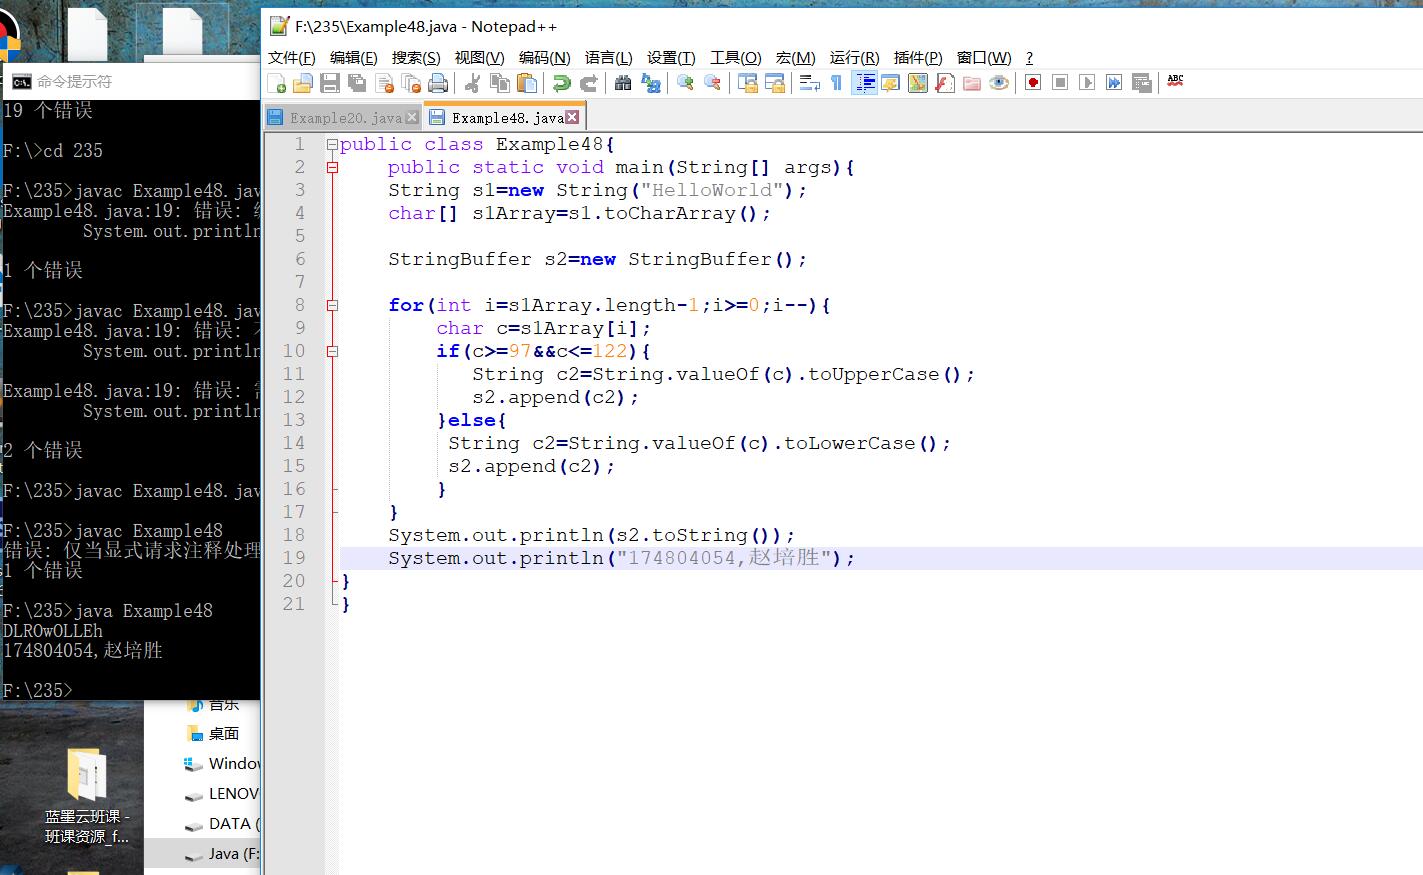 F:\235\Example48.java - Notepad++
文件(F) 编辑(E) 搜索(S) 视图(V) 编码(N) 语言(L) 设置(T) 工具(O) 宏(M) 运行(R) 插件(P) 窗口(W) ?
ABC
Example20.java Example48.java
1 public class Example48{
2 public static void main(String[] args){
3 String s1=new String("HelloWorld");
4 char[] s1Array=s1.toCharArray();
5
6 StringBuffer s2=new StringBuffer();
7
8 for(int i=s1Array.length-1;i>=0;i--){
9 char c=s1Array[i];
10 if(c>=97&&c<=122){
11 String c2=String.valueOf(c).toUpperCase();
12 s2.append(c2);
13 }else{
14 String c2=String.valueOf(c).toLowerCase();
15 s2.append(c2);
16 }
17 }
18 System.out.println(s2.toString());
19 System.out.println("174804054,赵培胜");
20 }
21 }
命令提示符
19 个错误
F:\>cd 235
F:\235>javac Example48.jav
Example48.java:19: 错误:
System.out.println
1 个错误
F:\235>javac Example48.jav
Example48.java:19: 错误:
System.out.println
Example48.java:19: 错误:
System.out.println
2 个错误
F:\235>javac Example48.jav
F:\235>javac Example48
错误: 仅当显式请求注释处理
1 个错误
F:\235>java Example48
DLROwOLLEh
174804054,赵培胜
F:\235>
音乐
桌面
Window
LENOV
DATA (
Java (F:
蓝墨云班课 -
班课资源_f...